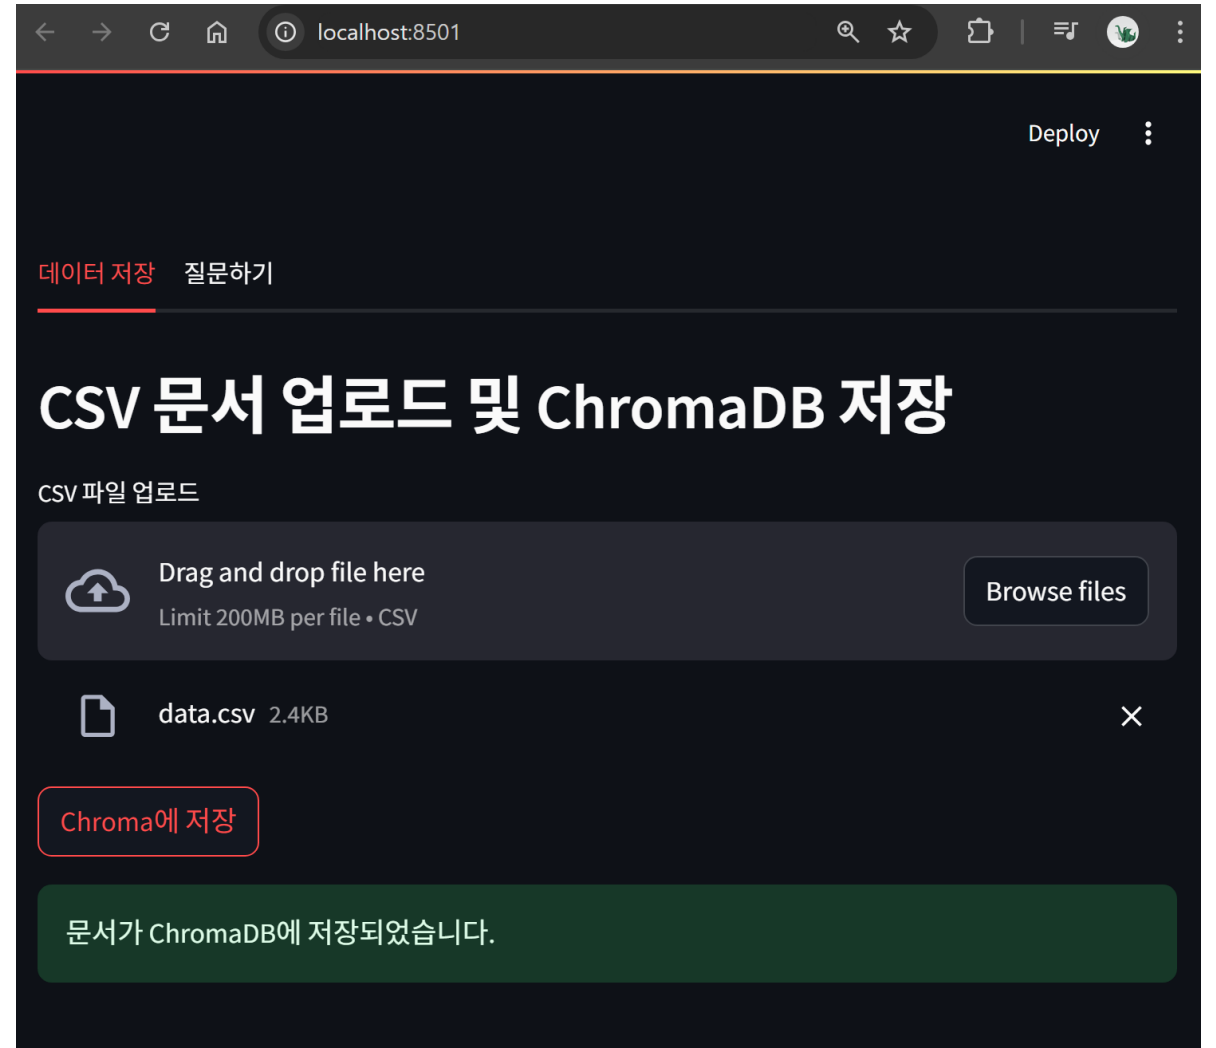 localhost:8501
Deploy
데이터 저장 질문하기
CSV 문서 업로드 및 ChromaDB 저장
CSV 파일 업로드
Drag and drop file here
Limit 200MB per file • CSV
Browse files
data.csv 2.4KB
Chroma에 저장
문서가 ChromaDB에 저장되었습니다.